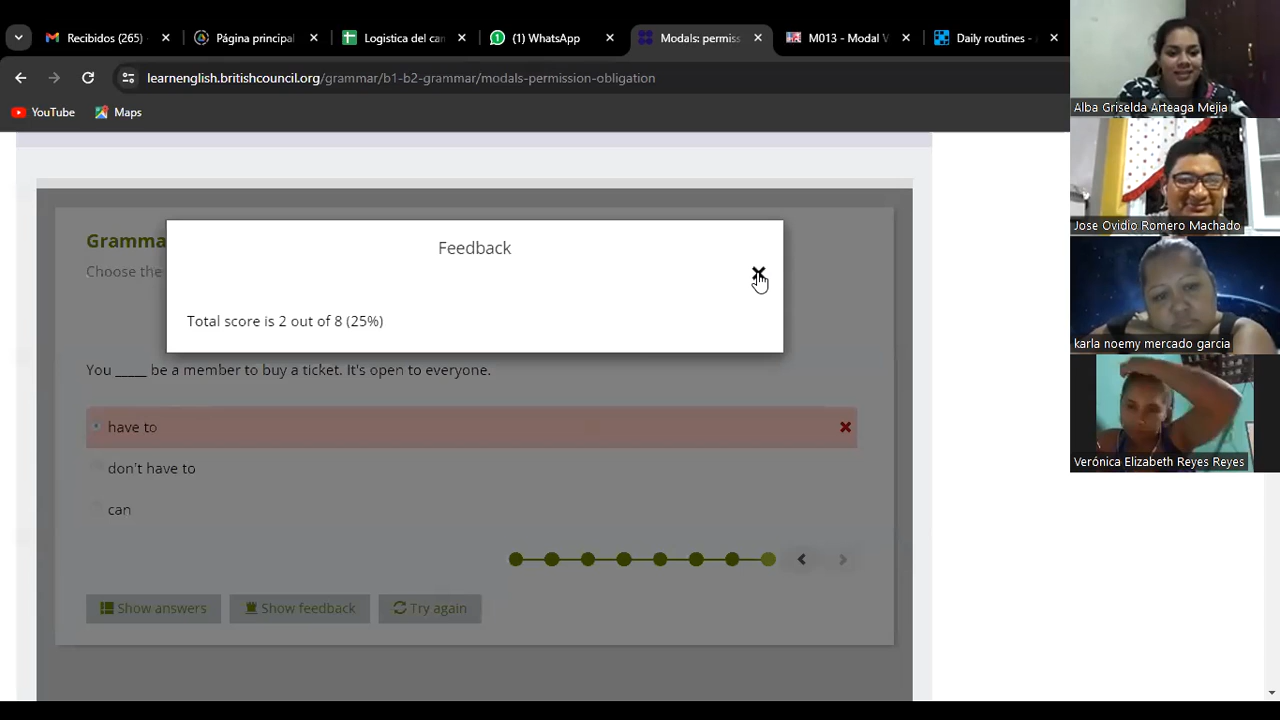 Recibidos (265)
Página principal
Logistica del car
(1) WhatsApp
Modals: permiss
M013 - Modal V
Daily routines -
learnenglish.britishcouncil.org/grammar/b1-b2-grammar/modals-permission-obligation
YouTube
Maps
Alba Griselda Arteaga Mejia
Jose Ovidio Romero Machado
karla noemy mercado garcia
Verónica Elizabeth Reyes Reyes
Gramma
Choose the
Feedback
Total score is 2 out of 8 (25%)
You _____ be a member to buy a ticket. It's open to everyone.
have to
don't have to
can
Show answers
Show feedback
Try again